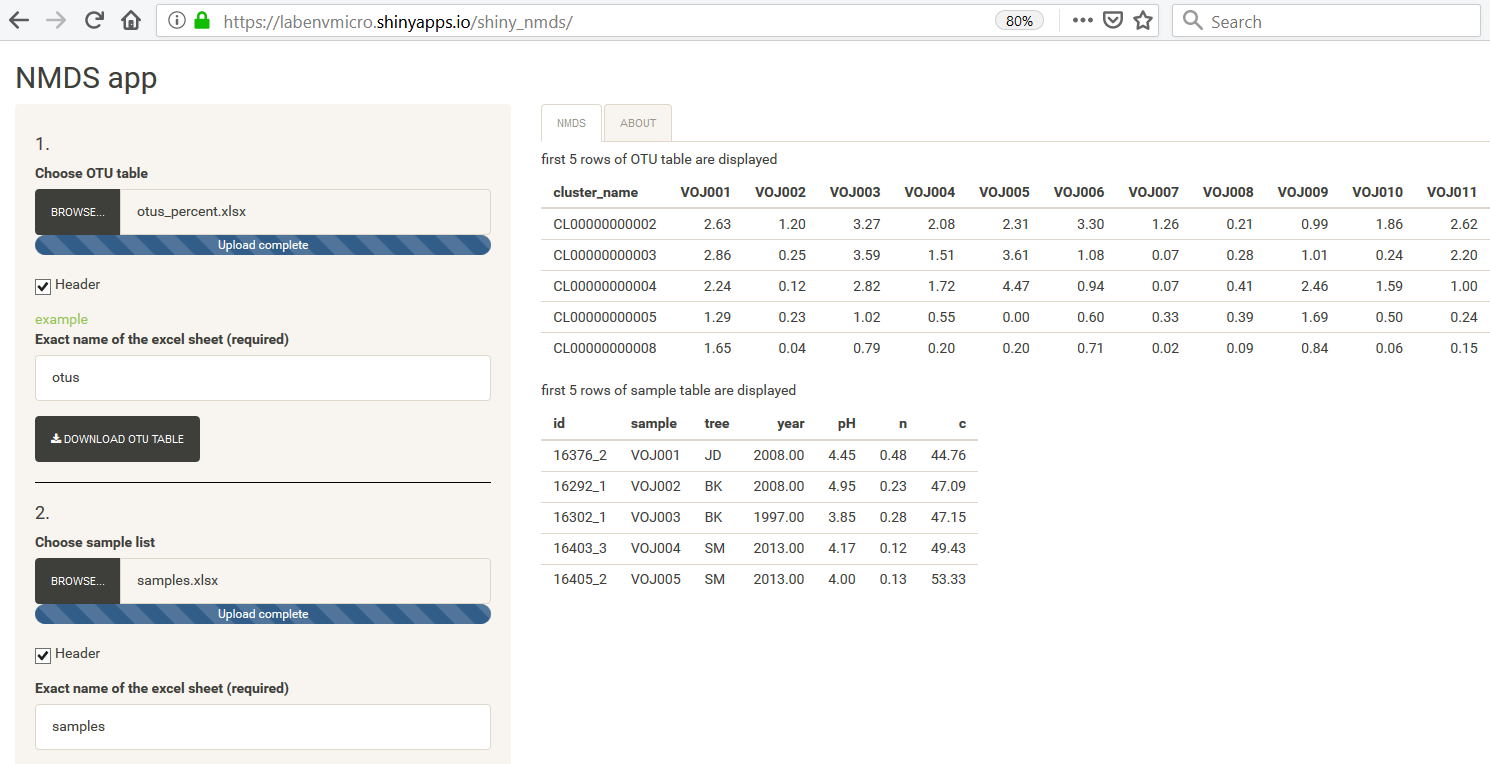 https://labenvmicro.shinyapps.io/shiny_nmds/
80%
Search
NMDS app
1.
Choose OTU table
BROWSE...
otus_percent.xlsx
Upload complete
Header
example
Exact name of the excel sheet (required)
otus
DOWNLOAD OTU TABLE
2.
Choose sample list
BROWSE...
samples.xlsx
Upload complete
Header
Exact name of the excel sheet (required)
samples
NMDS ABOUT
first 5 rows of OTU table are displayed
cluster_name VOJ001 VOJ002 VOJ003 VOJ004 VOJ005 VOJ006 VOJ007 VOJ008 VOJ009 VOJ010 VOJ011
CL00000000002 2.63 1.20 3.27 2.08 2.31 3.30 1.26 0.21 0.99 1.86 2.62
CL00000000003 2.86 0.25 3.59 1.51 3.61 1.08 0.07 0.28 1.01 0.24 2.20
CL00000000004 2.24 0.12 2.82 1.72 4.47 0.94 0.07 0.41 2.46 1.59 1.00
CL00000000005 1.29 0.23 1.02 0.55 0.00 0.60 0.33 0.39 1.69 0.50 0.24
CL00000000008 1.65 0.04 0.79 0.20 0.20 0.71 0.02 0.09 0.84 0.06 0.15
first 5 rows of sample table are displayed
id sample tree year pH n c
16376_2 VOJ001 JD 2008.00 4.45 0.48 44.76
16292_1 VOJ002 BK 2008.00 4.95 0.23 47.09
16302_1 VOJ003 BK 1997.00 3.85 0.28 47.15
16403_3 VOJ004 SM 2013.00 4.17 0.12 49.43
16405_2 VOJ005 SM 2013.00 4.00 0.13 53.33